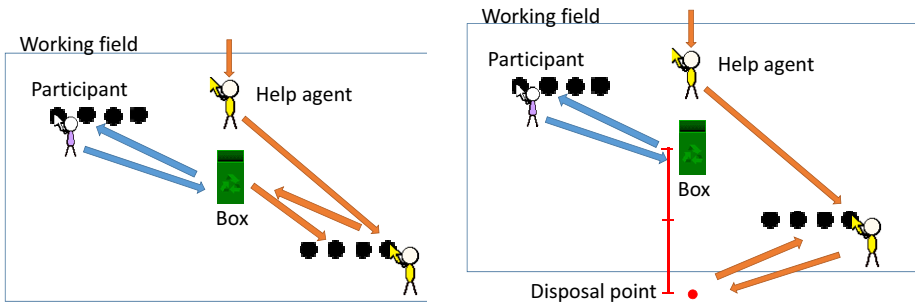 Working field
Participant
Help agent
Box
Working field
Participant
Help agent
Box
Disposal point